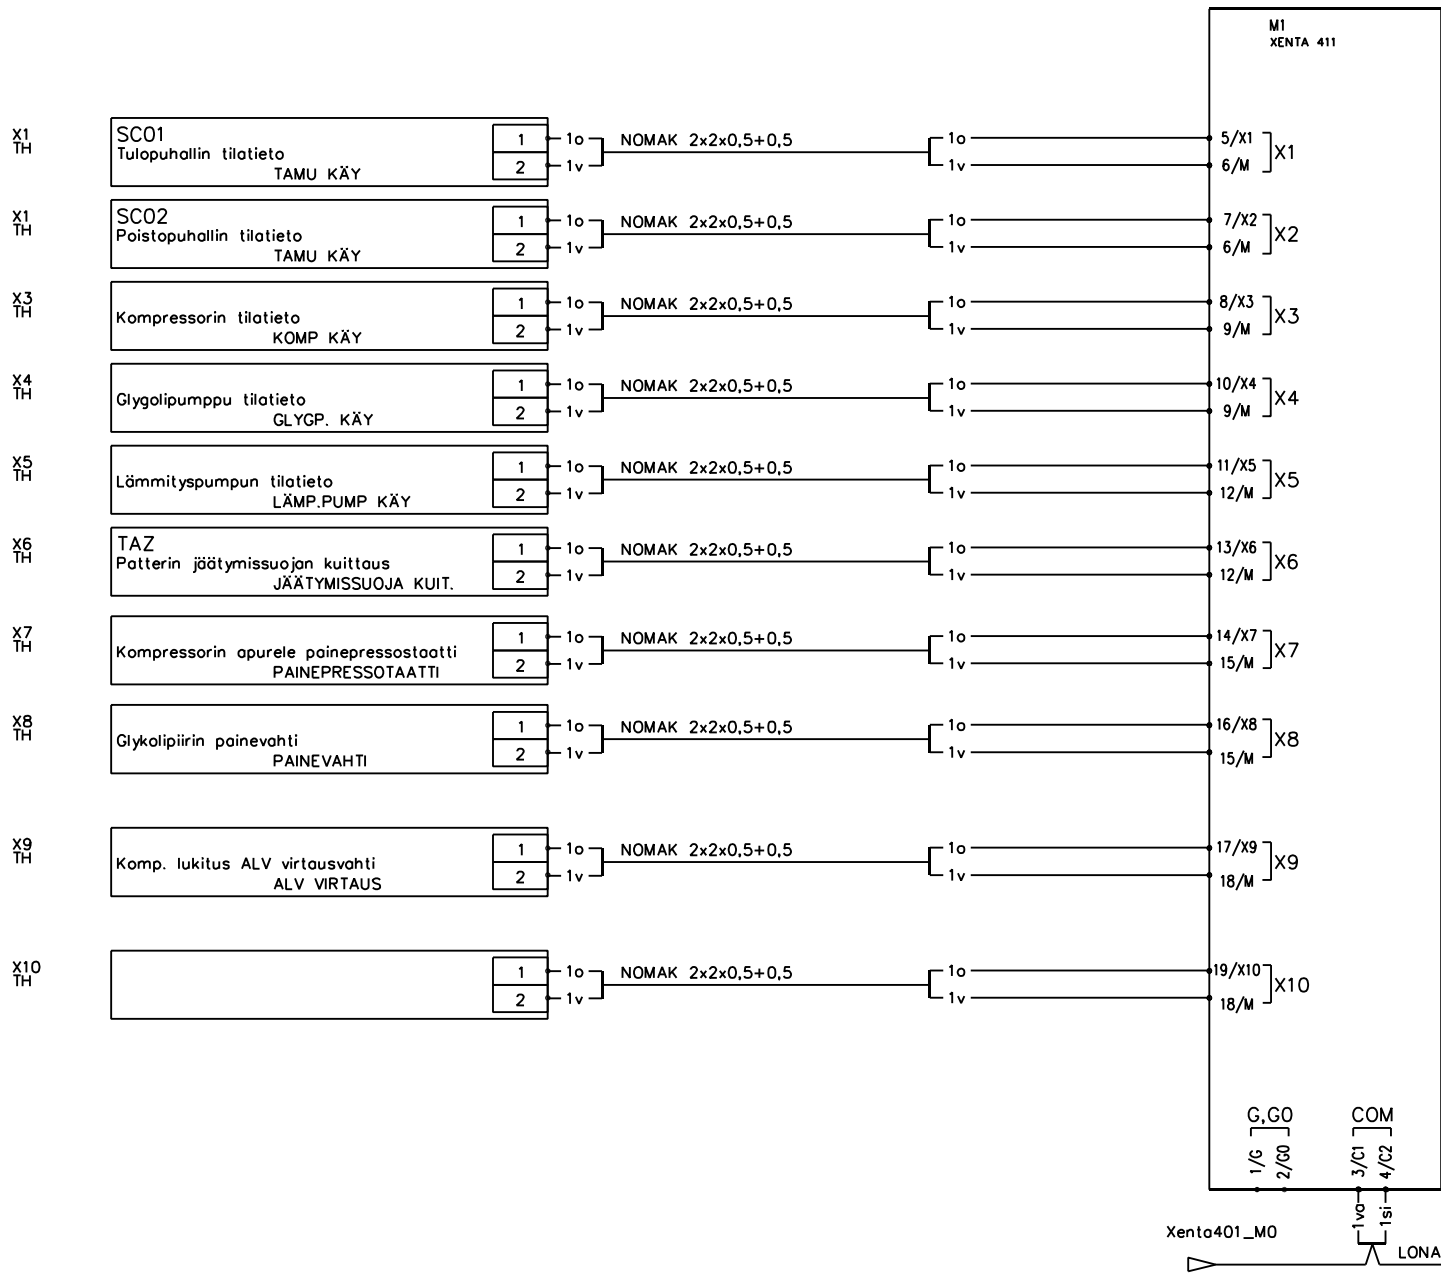 M1
XENTA 411
X1
TH
SC01
Tulopuhallin tilatieto
TAMU KÄY
1
2
1o
1v
NOMAK 2x2x0,5+0,5
1o
1v
5/X1
6/M
X1
X1
TH
SC02
Poistopuhallin tilatieto
TAMU KÄY
1
2
1o
1v
NOMAK 2x2x0,5+0,5
1o
1v
7/X2
6/M
X2
X3
TH
Kompressorin tilatieto
KOMP KÄY
1
2
1o
1v
NOMAK 2x2x0,5+0,5
1o
1v
8/X3
9/M
X3
X4
TH
Glygolipumppu tilatieto
GLYGP. KÄY
1
2
1o
1v
NOMAK 2x2x0,5+0,5
1o
1v
10/X4
9/M
X4
X5
TH
Lämmityspumpun tilatieto
LÄMP.PUMP KÄY
1
2
1o
1v
NOMAK 2x2x0,5+0,5
1o
1v
11/X5
12/M
X5
X6
TH
TAZ
Patterin jäätymissuojan kuittaus
JÄÄTYMISSUOJA KUIT.
1
2
1o
1v
NOMAK 2x2x0,5+0,5
1o
1v
13/X6
12/M
X6
X7
TH
Kompressorin apurele painepressostaatti
PAINEPRESSOTAATTI
1
2
1o
1v
NOMAK 2x2x0,5+0,5
1o
1v
14/X7
15/M
X7
X8
TH
Glykolipiirin painevahti
PAINEVAHTI
1
2
1o
1v
NOMAK 2x2x0,5+0,5
1o
1v
16/X8
15/M
X8
X9
TH
Komp. lukitus ALV virtausvahti
ALV VIRTAUS
1
2
1o
1v
NOMAK 2x2x0,5+0,5
1o
1v
17/X9
18/M
X9
X10
TH
1
2
1o
1v
NOMAK 2x2x0,5+0,5
1o
1v
19/X10
18/M
X10
G,G0
COM
1/G
2/G0
3/C1
4/C2
1va
1si
Xenta401_M0
LONA